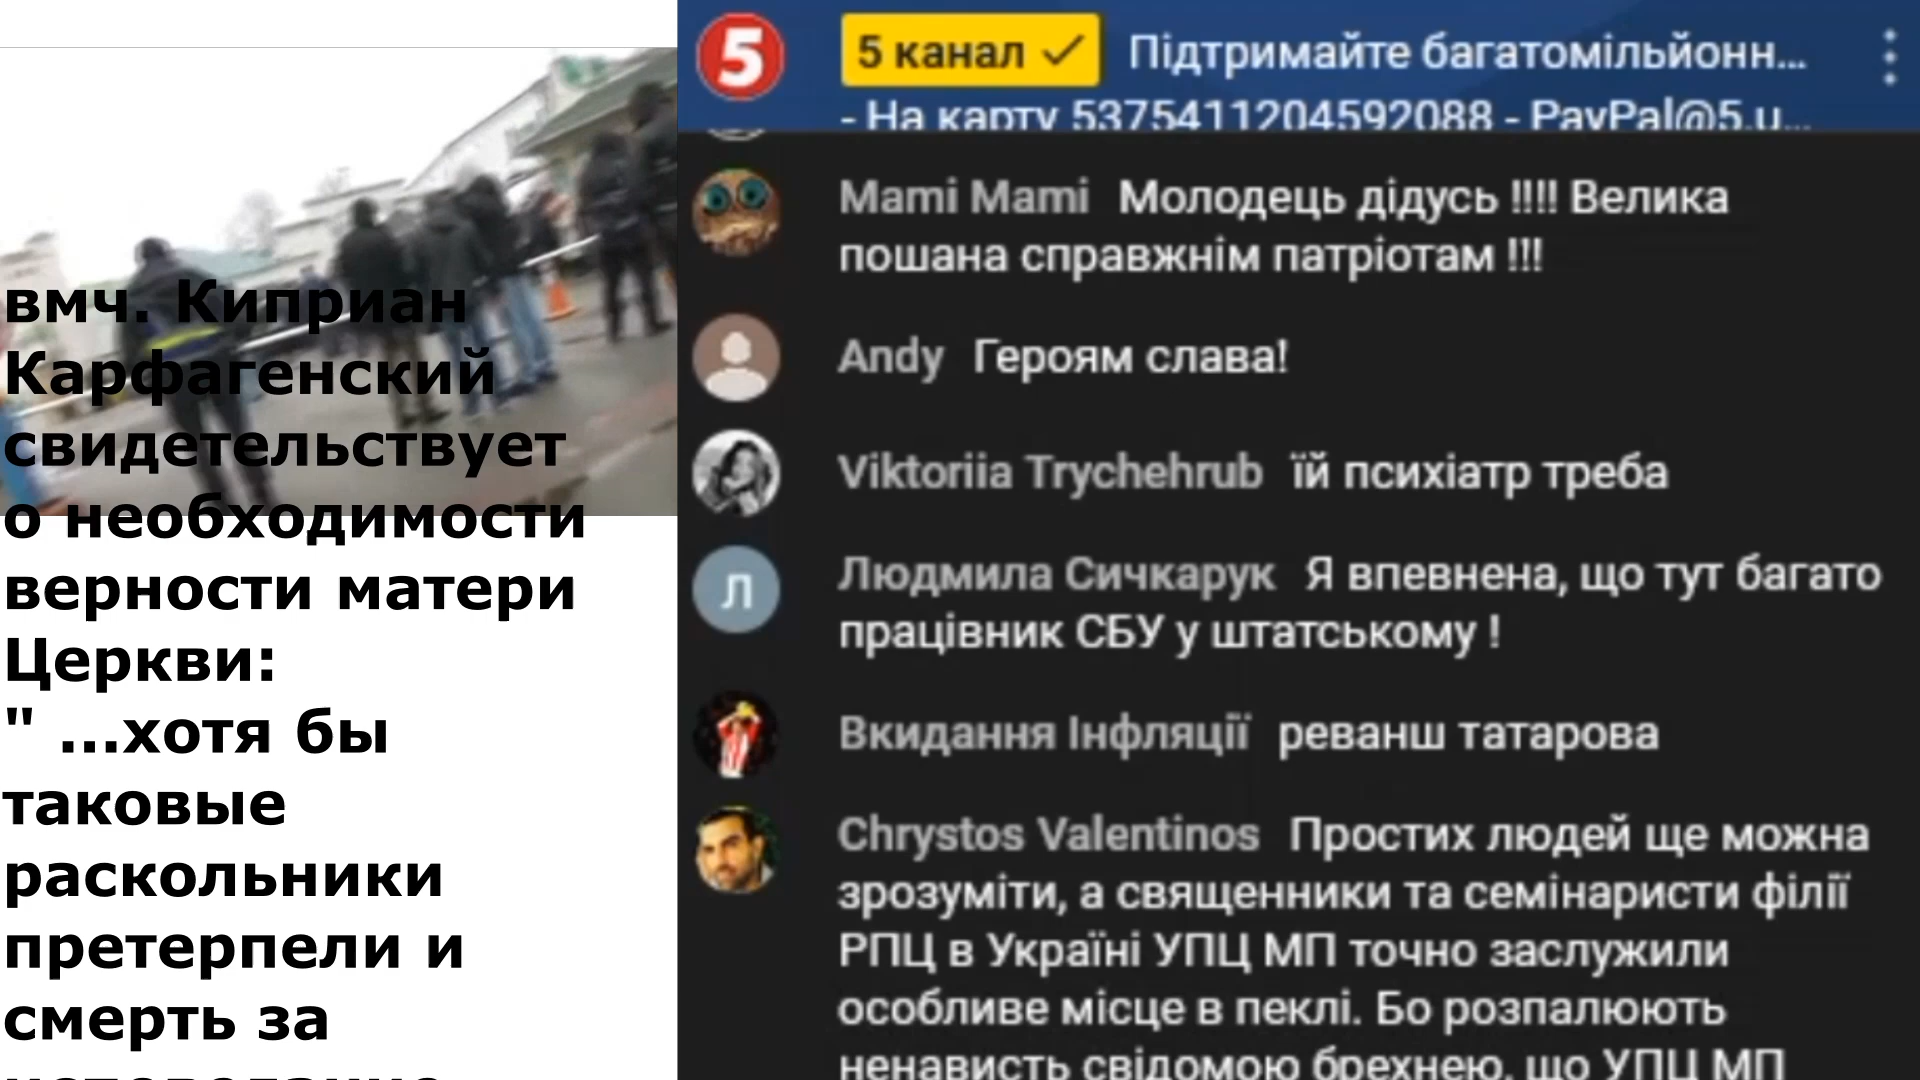 вмч. Киприан
Карфагенский
свидетельствует
о необходимости
верности матери
Церкви:
" ...хотя бы
таковые
раскольники
претерпели и
смерть за
5
5 канал ✓ Підтримайте багатомільйонн...
- На карту 5375411204592088 - PayPal@5.u...
Mami Mami Молодець дідусь !!!! Велика
пошана справжнім патріотам !!!
Andy Героям слава!
Viktoriia Trychehrub їй психіатр треба
Л
Людмила Сичкарук Я впевнена, що тут багато
працівник СБУ у штатському !
Вкидання Інфляції реванш татарова
Chrystos Valentinos Простих людей ще можна
зрозуміти, а священники та семінаристи філії
РПЦ в Україні УПЦ МП точно заслужили
особливе місце в пеклі. Бо розпалюють
ненависть свідомою брехнею, що УПЦ МП